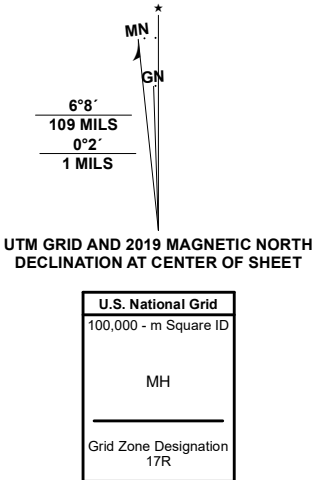 ★
MN
GN
6°8´
109 MILS
0°2´
1 MILS
UTM GRID AND 2019 MAGNETIC NORTH
DECLINATION AT CENTER OF SHEET
U.S. National Grid
100,000 - m Square ID
MH
Grid Zone Designation
17R